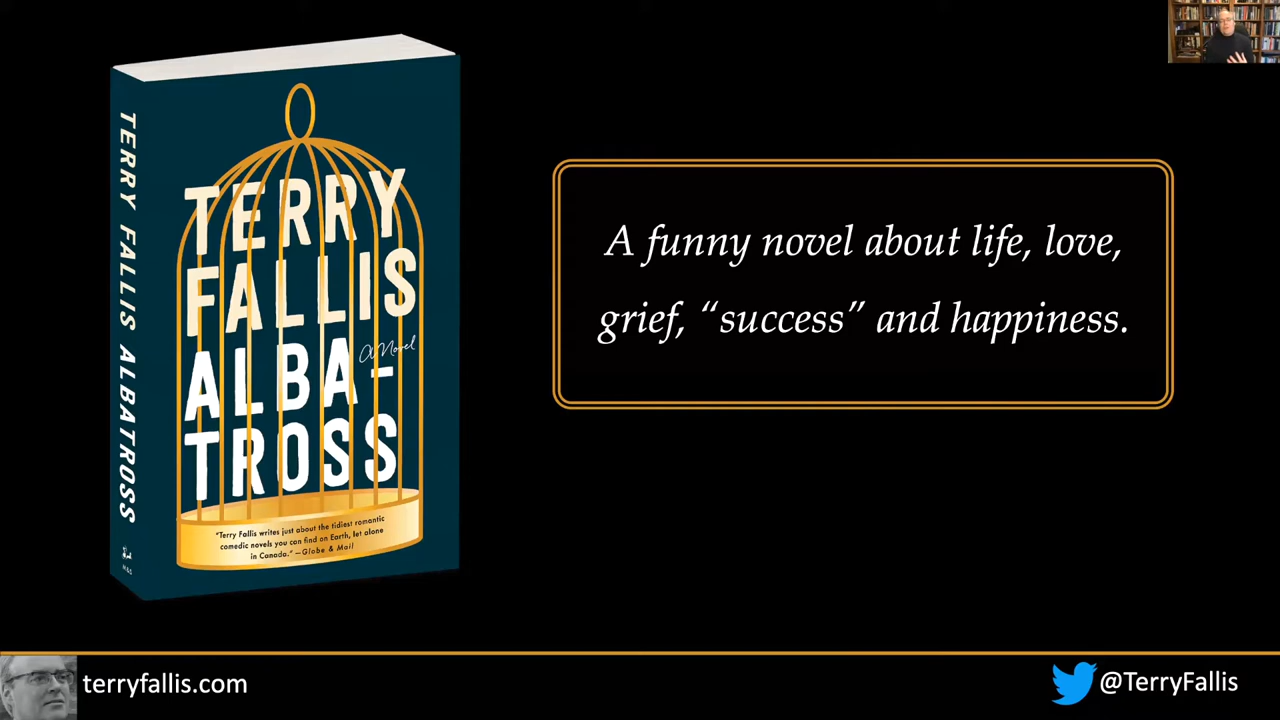 TERRY FALLIS ALBATROSS
M&S
TERRY
FALLIS
ALBA-
A Novel
TROSS
"Terry Fallis writes just about the tidiest romantic
comedic novels you can find on Earth, let alone
in Canada." —Globe & Mail
A funny novel about life, love,
grief, “success” and happiness.
terryfallis.com
@TerryFallis